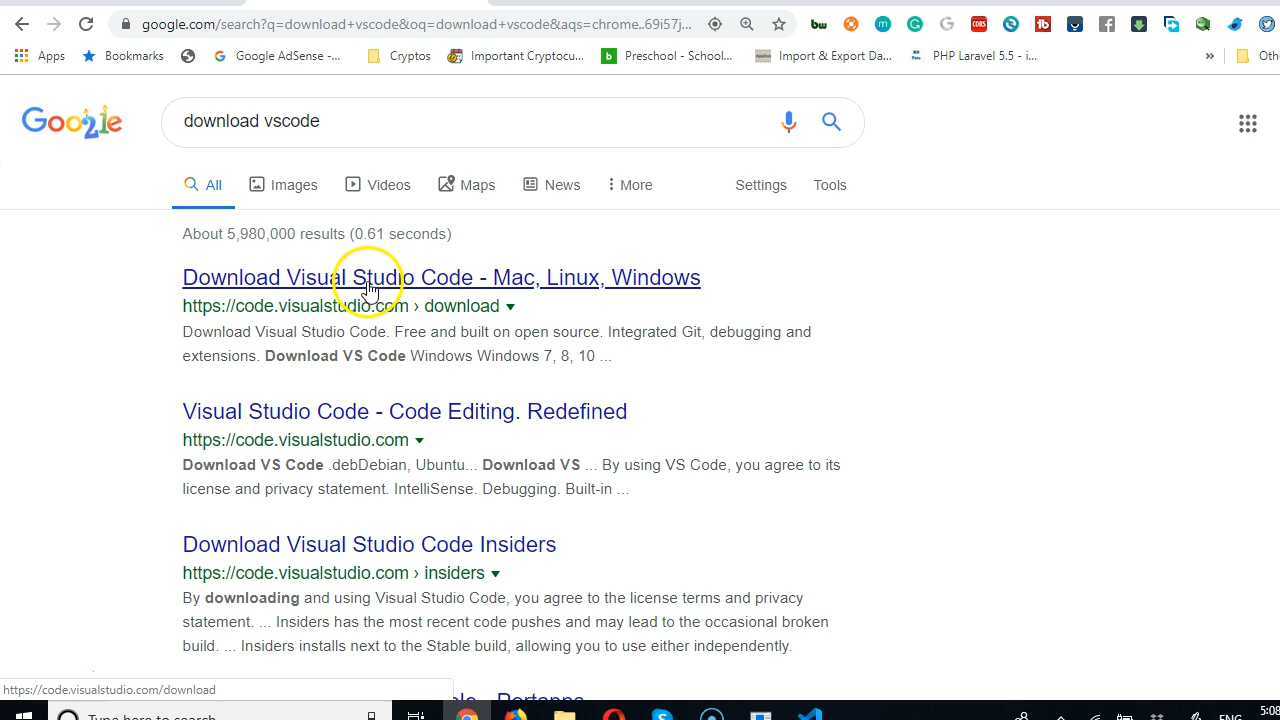 google.com/search?q=download+vscode&oq=download+vscode&aqs=chrome..69i57j...
Apps
Bookmarks
Google AdSense -...
Cryptos
Important Cryptocu...
Preschool - School...
Import & Export Da...
PHP Laravel 5.5 - i...
»
Oth
Google
download vscode
All
Images
Videos
Maps
News
More
Settings
Tools
About 5,980,000 results (0.61 seconds)
Download Visual Studio Code - Mac, Linux, Windows
https://code.visualstudio.com › download
Download Visual Studio Code. Free and built on open source. Integrated Git, debugging and
extensions. Download VS Code Windows Windows 7, 8, 10 ...
Visual Studio Code - Code Editing. Redefined
https://code.visualstudio.com
Download VS Code .debDebian, Ubuntu... Download VS ... By using VS Code, you agree to its
license and privacy statement. IntelliSense. Debugging. Built-in ...
Download Visual Studio Code Insiders
https://code.visualstudio.com › insiders
By downloading and using Visual Studio Code, you agree to the license terms and privacy
statement. ... Insiders has the most recent code pushes and may lead to the occasional broken
build. ... Insiders installs next to the Stable build, allowing you to use either independently.
https://code.visualstudio.com/download
Type here to search
ENG
5:08